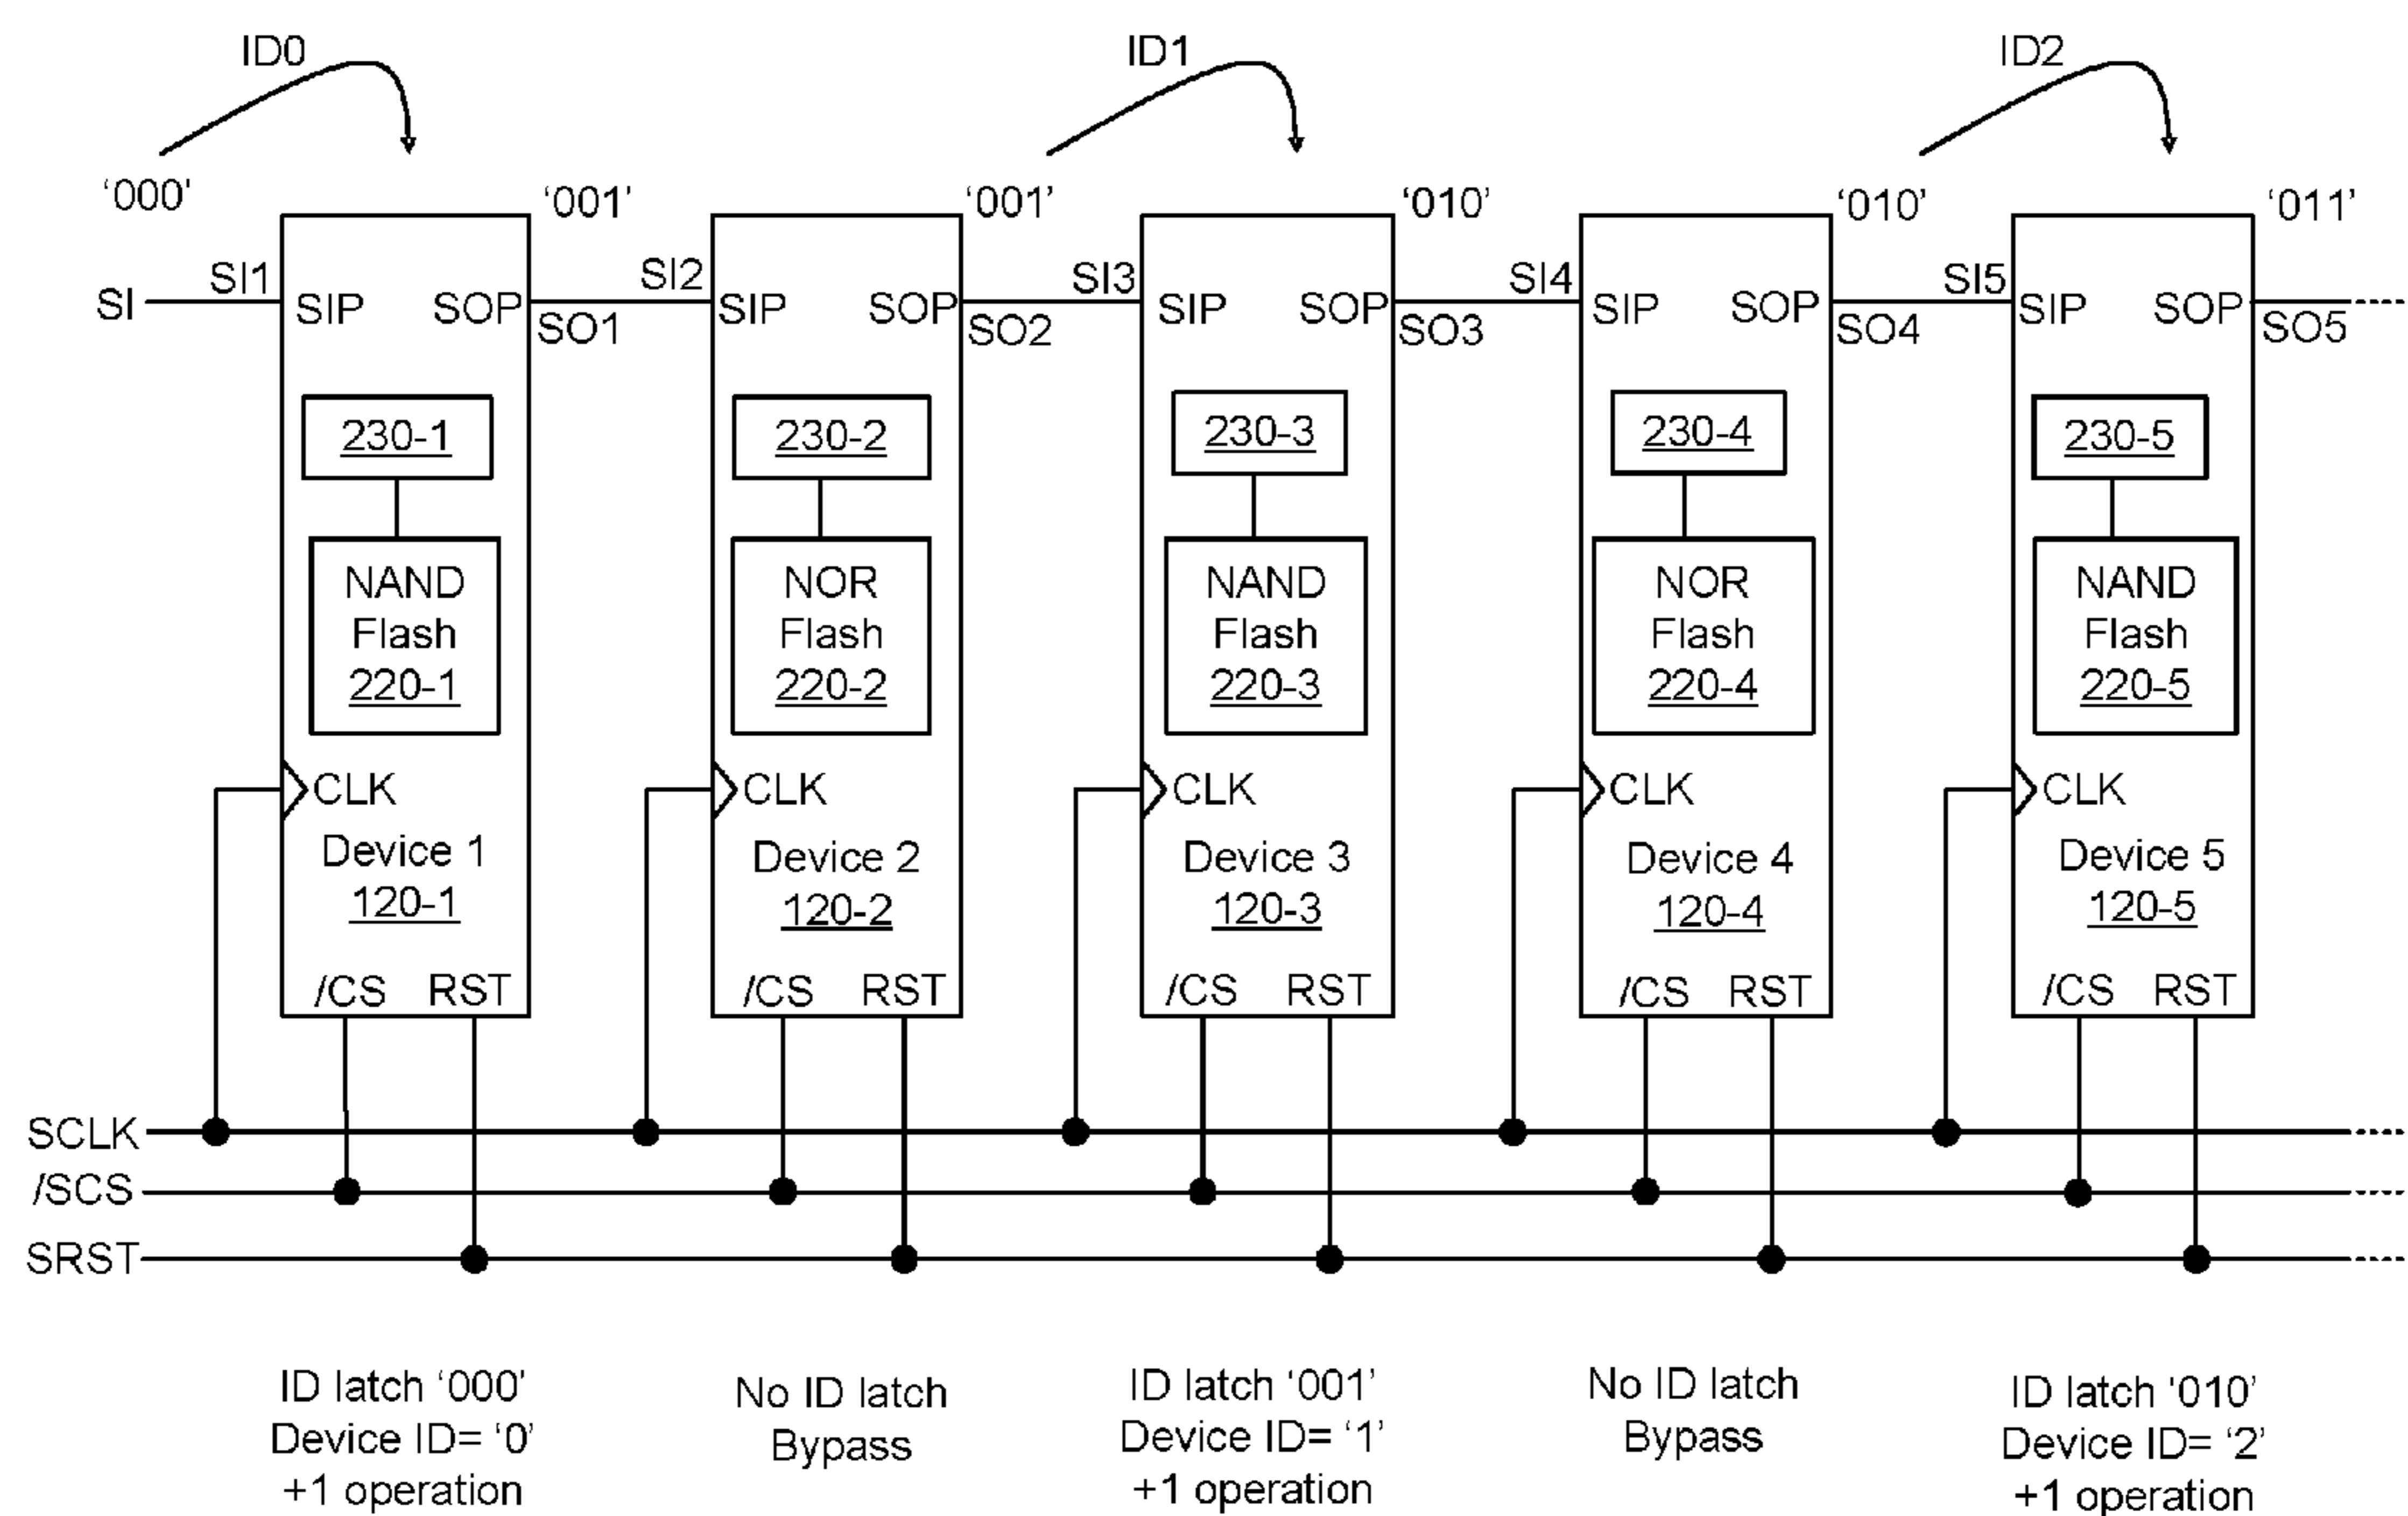 ID0 ID1 ID2
‘000’ ‘001’ ‘001’ ‘010’ ‘010’ ‘011’
SI SI1 SI2 SI3 SI4 SI5
SIP SOP SIP SOP SIP SOP SIP SOP SIP SOP
SO1 SO2 SO3 SO4 SO5
230-1 230-2 230-3 230-4 230-5
NAND NOR NAND NOR NAND
Flash Flash Flash Flash Flash
220-1 220-2 220-3 220-4 220-5
CLK CLK CLK CLK CLK
Device 1 Device 2 Device 3 Device 4 Device 5
120-1 120-2 120-3 120-4 120-5
/CS RST /CS RST /CS RST /CS RST /CS RST
SCLK
/SCS
SRST
ID latch ‘000’
Device ID= ‘0’
+1 operation
No ID latch
Bypass
ID latch ‘001’
Device ID= ‘1’
+1 operation
No ID latch
Bypass
ID latch ‘010’
Device ID= ‘2’
+1 operation